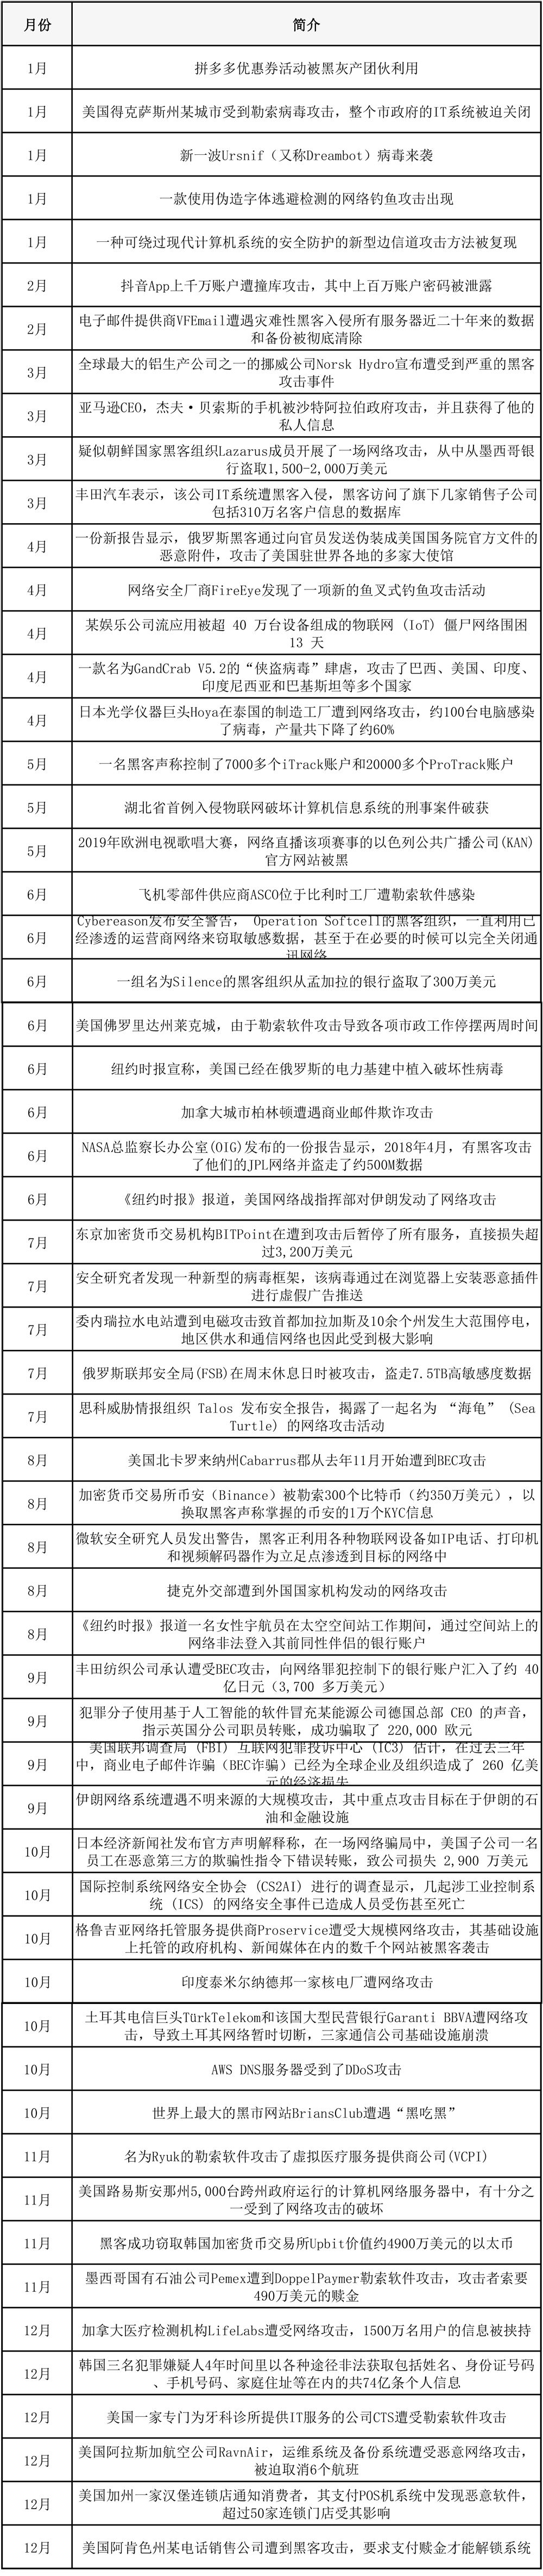 月份 简介
1月 拼多多优惠券活动被黑灰产团伙利用
1月 美国得克萨斯州某城市受到勒索病毒攻击，整个市政府的IT系统被迫关闭
1月 新一波Ursnif（又称Dreambot）病毒来袭
1月 一款使用伪造字体逃避检测的网络钓鱼攻击出现
1月 一种可绕过现代计算机系统的安全防护的新型边信道攻击方法被复现
2月 抖音App上千万账户遭撞库攻击，其中上百万账户密码被泄露
2月 电子邮件提供商VFEmail遭遇灾难性黑客入侵所有服务器近二十年来的数据
和备份被彻底清除
3月 全球最大的铝生产公司之一的挪威公司Norsk Hydro宣布遭受到严重的黑客
攻击事件
3月 亚马逊CEO，杰夫·贝索斯的手机被沙特阿拉伯政府攻击，并且获得了他的
私人信息
3月 疑似朝鲜国家黑客组织Lazarus成员开展了一场网络攻击，从中从墨西哥银
行盗取1,500-2,000万美元
3月 丰田汽车表示，该公司IT系统遭黑客入侵，黑客访问了旗下几家销售子公司
包括310万名客户信息的数据库
4月 一份新报告显示，俄罗斯黑客通过向官员发送伪装成美国国务院官方文件的
恶意附件，攻击了美国驻世界各地的多家大使馆
4月 网络安全厂商FireEye发现了一项新的鱼叉式钓鱼攻击活动
4月 某娱乐公司流应用被超 40 万台设备组成的物联网 (IoT) 僵尸网络围困
13 天
4月 一款名为GandCrab V5.2的“侠盗病毒”肆虐，攻击了巴西、美国、印度、
印度尼西亚和巴基斯坦等多个国家
4月 日本光学仪器巨头Hoya在泰国的制造工厂遭到网络攻击，约100台电脑感染
了病毒，产量共下降了约60%
5月 一名黑客声称控制了7000多个iTrack账户和20000多个ProTrack账户
5月 湖北省首例入侵物联网破坏计算机信息系统的刑事案件破获
5月 2019年欧洲电视歌唱大赛，网络直播该项赛事的以色列公共广播公司(KAN)
官方网站被黑
6月 飞机零部件供应商ASCO位于比利时工厂遭勒索软件感染
6月 Cybereason发布安全警告， Operation Softcell的黑客组织，一直利用已
经渗透的运营商网络来窃取敏感数据，甚至于在必要的时候可以完全关闭通
讯网络
6月 一组名为Silence的黑客组织从孟加拉的银行盗取了300万美元
6月 美国佛罗里达州莱克城，由于勒索软件攻击导致各项市政工作停摆两周时间
6月 纽约时报宣称，美国已经在俄罗斯的电力基建中植入破坏性病毒
6月 加拿大城市柏林顿遭遇商业邮件欺诈攻击
6月 NASA总监察长办公室(OIG)发布的一份报告显示，2018年4月，有黑客攻击
了他们的JPL网络并盗走了约500M数据
6月 《纽约时报》报道，美国网络战指挥部对伊朗发动了网络攻击
7月 东京加密货币交易机构BITPoint在遭到攻击后暂停了所有服务，直接损失超
过3,200万美元
7月 安全研究者发现一种新型的病毒框架，该病毒通过在浏览器上安装恶意插件
进行虚假广告推送
7月 委内瑞拉水电站遭到电磁攻击致首都加拉加斯及10余个州发生大范围停电，
地区供水和通信网络也因此受到极大影响
7月 俄罗斯联邦安全局(FSB)在周末休息日时被攻击，盗走7.5TB高敏感度数据
7月 思科威胁情报组织 Talos 发布安全报告，揭露了一起名为 “海龟” (Sea
Turtle) 的网络攻击活动
8月 美国北卡罗来纳州Cabarrus郡从去年11月开始遭到BEC攻击
8月 加密货币交易所币安（Binance）被勒索300个比特币（约350万美元），以
换取黑客声称掌握的币安的1万个KYC信息
8月 微软安全研究人员发出警告，黑客正利用各种物联网设备如IP电话、打印机
和视频解码器作为立足点渗透到目标的网络中
8月 捷克外交部遭到外国国家机构发动的网络攻击
8月 《纽约时报》报道一名女性宇航员在太空空间站工作期间，通过空间站上的
网络非法登入其前同性伴侣的银行账户
9月 丰田纺织公司承认遭受BEC攻击，向网络罪犯控制下的银行账户汇入了约 40
亿日元（3,700 多万美元）
9月 犯罪分子使用基于人工智能的软件冒充某能源公司德国总部 CEO 的声音，
指示英国分公司职员转账，成功骗取了 220,000 欧元
9月 美国联邦调查局 (FBI) 互联网犯罪投诉中心 (IC3) 估计，在过去三年
中，商业电子邮件诈骗（BEC诈骗）已经为全球企业及组织造成了 260 亿美
元的经济损失
9月 伊朗网络系统遭遇不明来源的大规模攻击，其中重点攻击目标在于伊朗的石
油和金融设施
10月 日本经济新闻社发布官方声明解释称，在一场网络骗局中，美国子公司一名
员工在恶意第三方的欺骗性指令下错误转账，致公司损失 2,900 万美元
10月 国际控制系统网络安全协会 (CS2AI) 进行的调查显示，几起涉工业控制系
统 (ICS) 的网络安全事件已造成人员受伤甚至死亡
10月 格鲁吉亚网络托管服务提供商Proservice遭受大规模网络攻击，其基础设施
上托管的政府机构、新闻媒体在内的数千个网站被黑客袭击
10月 印度泰米尔纳德邦一家核电厂遭网络攻击
10月 土耳其电信巨头TürkTelekom和该国大型民营银行Garanti BBVA遭网络攻
击，导致土耳其网络暂时切断，三家通信公司基础设施崩溃
10月 AWS DNS服务器受到了DDoS攻击
10月 世界上最大的黑市网站BriansClub遭遇“黑吃黑”
11月 名为Ryuk的勒索软件攻击了虚拟医疗服务提供商公司(VCPI)
11月 美国路易斯安那州5,000台跨州政府运行的计算机网络服务器中，有十分之
一受到了网络攻击的破坏
11月 黑客成功窃取韩国加密货币交易所Upbit价值约4900万美元的以太币
11月 墨西哥国有石油公司Pemex遭到DoppelPaymer勒索软件攻击，攻击者索要
490万美元的赎金
12月 加拿大医疗检测机构LifeLabs遭受网络攻击，1500万名用户的信息被挟持
12月 韩国三名犯罪嫌疑人4年时间里以各种途径非法获取包括姓名、身份证号码
、手机号码、家庭住址等在内的共74亿条个人信息
12月 美国一家专门为牙科诊所提供IT服务的公司CTS遭受勒索软件攻击
12月 美国阿拉斯加航空公司RavnAir，运维系统及备份系统遭受恶意网络攻击，
被迫取消6个航班
12月 美国加州一家汉堡连锁店通知消费者，其支付POS机系统中发现恶意软件，
超过50家连锁门店受其影响
12月 美国阿肯色州某电话销售公司遭到黑客攻击，要求支付赎金才能解锁系统